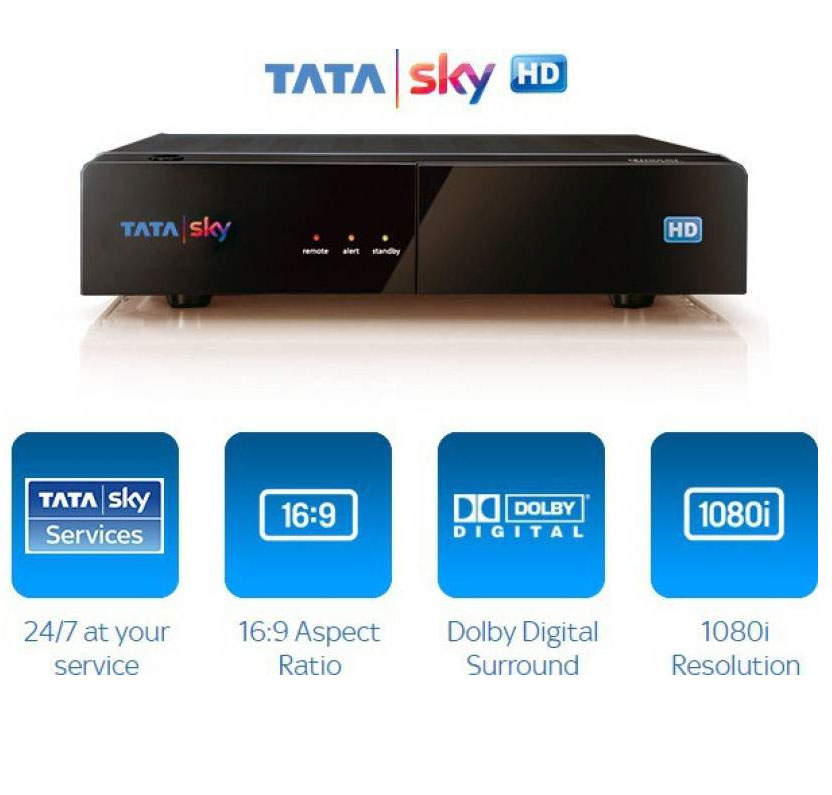 TATA sky HD
TATA sky
remote alert standby
HD
TATA sky
Services
16:9
DOLBY
DIGITAL
1080i
24/7 at your
service
16:9 Aspect
Ratio
Dolby Digital
Surround
1080i
Resolution